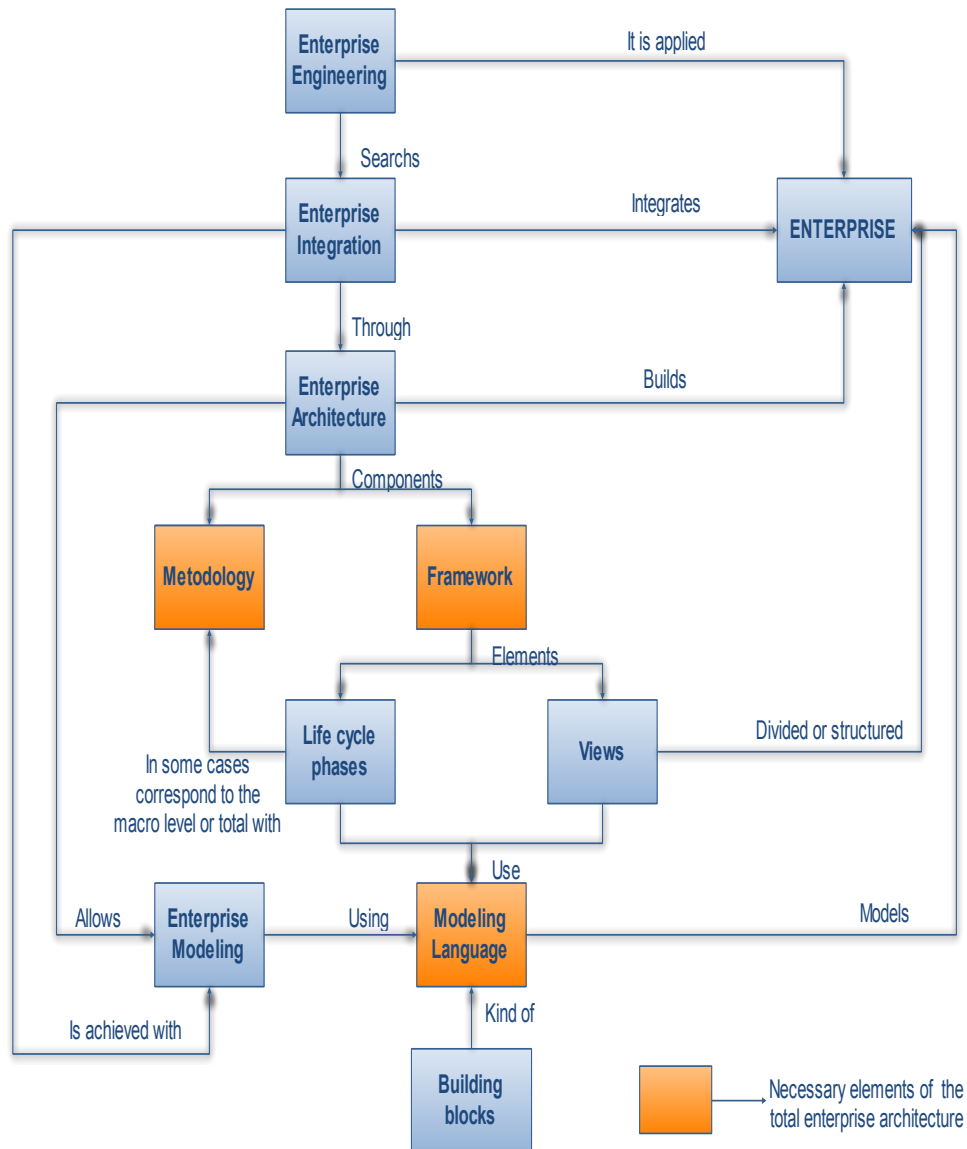 Enterprise
Engineering
It is applied
Searchs
Enterprise
Integration
Integrates
ENTERPRISE
Through
Enterprise
Architecture
Builds
Components
Metodology
Framework
Elements
Life cycle
phases
Views
Divided or structured
In some cases
correspond to the
macro level or total with
Use
Allows
Enterprise
Modeling
Using
Modeling
Language
Models
Kind of
Is achieved with
Building
blocks
Necessary elements of the
total enterprise architecture